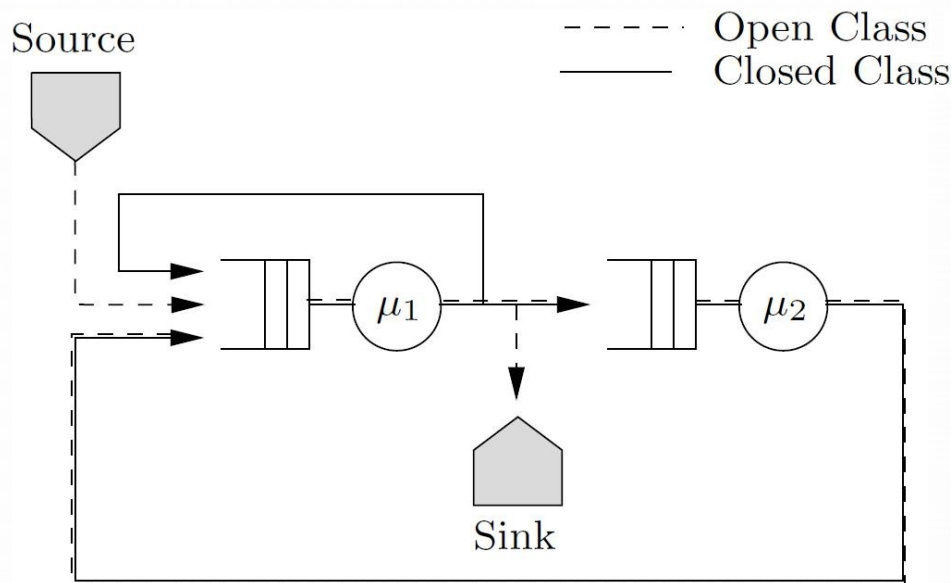 Source
Open Class
Closed Class
μ1
μ2
Sink